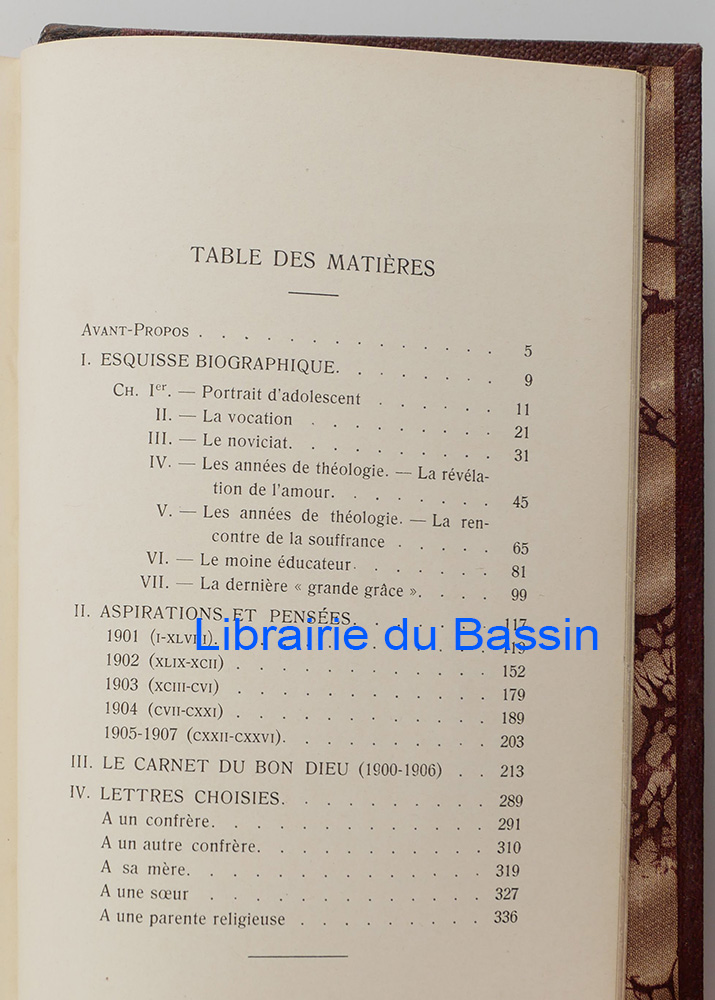 TABLE DES MATIÈRES
AVANT-PROPOS . . . . . . . . . . . . . 5
I. ESQUISSE BIOGRAPHIQUE. . . . . . . . 9
CH. Ier. — Portrait d'adolescent . . . . . . 11
II. — La vocation . . . . . . . . . 21
III. — Le noviciat. . . . . . . . . . 31
IV. — Les années de théologie. — La révéla-
tion de l'amour. . . . . . . . 45
V. — Les années de théologie. — La ren-
contre de la souffrance . . . . . 65
VI. — Le moine éducateur. . . . . . . 81
VII. — La dernière « grande grâce ». . . . 99
II. ASPIRATIONS ET PENSÉES. . . . . . . 117
1901 (I-XLVIII). . . . . . . . . . . . . 119
Librairie du Bassin
1902 (XLIX-XCII) . . . . . . . . . . . . 152
1903 (XCIII-CVI) . . . . . . . . . . . . 179
1904 (CVII-CXXI) . . . . . . . . . . . . 189
1905-1907 (CXXII-CXXVI). . . . . . . . . . 203
III. LE CARNET DU BON DIEU (1900-1906) . . 213
IV. LETTRES CHOISIES. . . . . . . . . . 289
A un confrère. . . . . . . . . . . . . 291
A un autre confrère. . . . . . . . . . . 310
A sa mère. . . . . . . . . . . . . . 319
A une sœur . . . . . . . . . . . . . 327
A une parente religieuse . . . . . . . . . 336